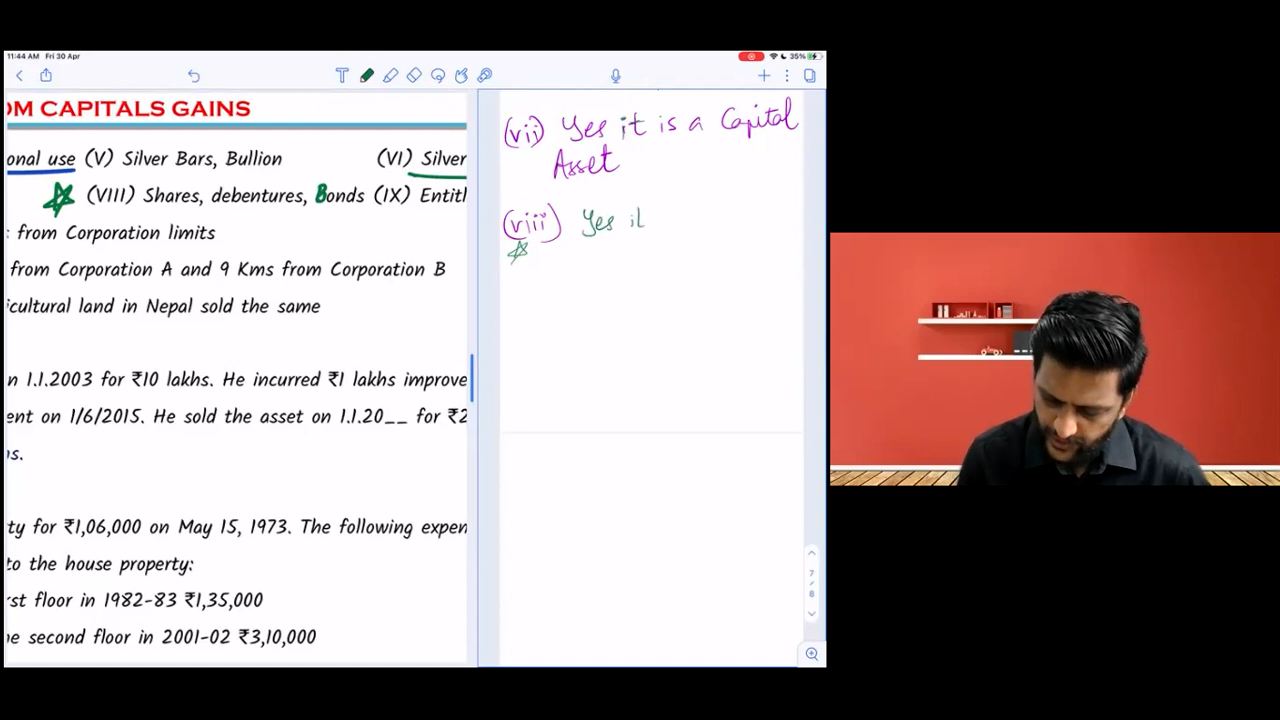 11:44 AM Fri 30 Apr
35%
OM CAPITALS GAINS
onal use (V) Silver Bars, Bullion (VI) Silver
(VIII) Shares, debentures, Bonds (IX) Entitl
from Corporation limits
from Corporation A and 9 Kms from Corporation B
icultural land in Nepal sold the same
n 1.1.2003 for ₹10 lakhs. He incurred ₹1 lakhs improve
ent on 1/6/2015. He sold the asset on 1.1.20__ for ₹2
s.
ty for ₹1,06,000 on May 15, 1973. The following expen
to the house property:
rst floor in 1982-83 ₹1,35,000
e second floor in 2001-02 ₹3,10,000
(vii) Yes it is a Capital
Asset
(viii) Yes it
7
/
8